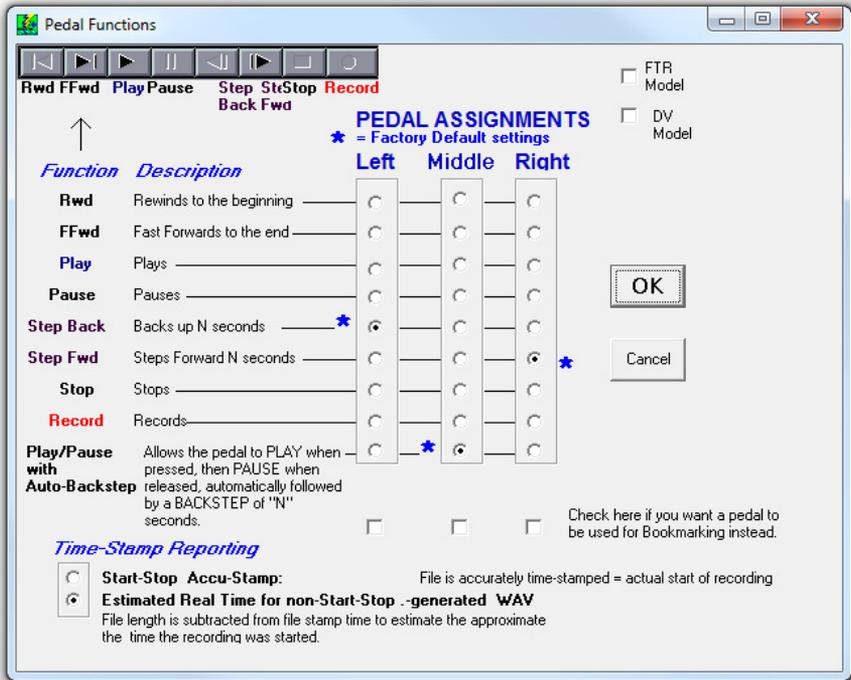 Pedal Functions
Rwd FFwd Play Pause Step Back Ste Fwd Stop Record
FTR Model
DV Model
PEDAL ASSIGNMENTS
* = Factory Default settings
Function Description Left Middle Right
Rwd Rewinds to the beginning
FFwd Fast Forwards to the end
Play Plays
Pause Pauses
Step Back Backs up N seconds *
Step Fwd Steps Forward N seconds *
Stop Stops
Record Records
Play/Pause with Auto-Backstep
Allows the pedal to PLAY when
pressed, then PAUSE when
released, automatically followed
by a BACKSTEP of "N"
seconds.
*
OK
Cancel
Check here if you want a pedal to
be used for Bookmarking instead.
Time-Stamp Reporting
Start-Stop Accu-Stamp: File is accurately time-stamped = actual start of recording
Estimated Real Time for non-Start-Stop .-generated WAV
File length is subtracted from file stamp time to estimate the approximate
the time the recording was started.